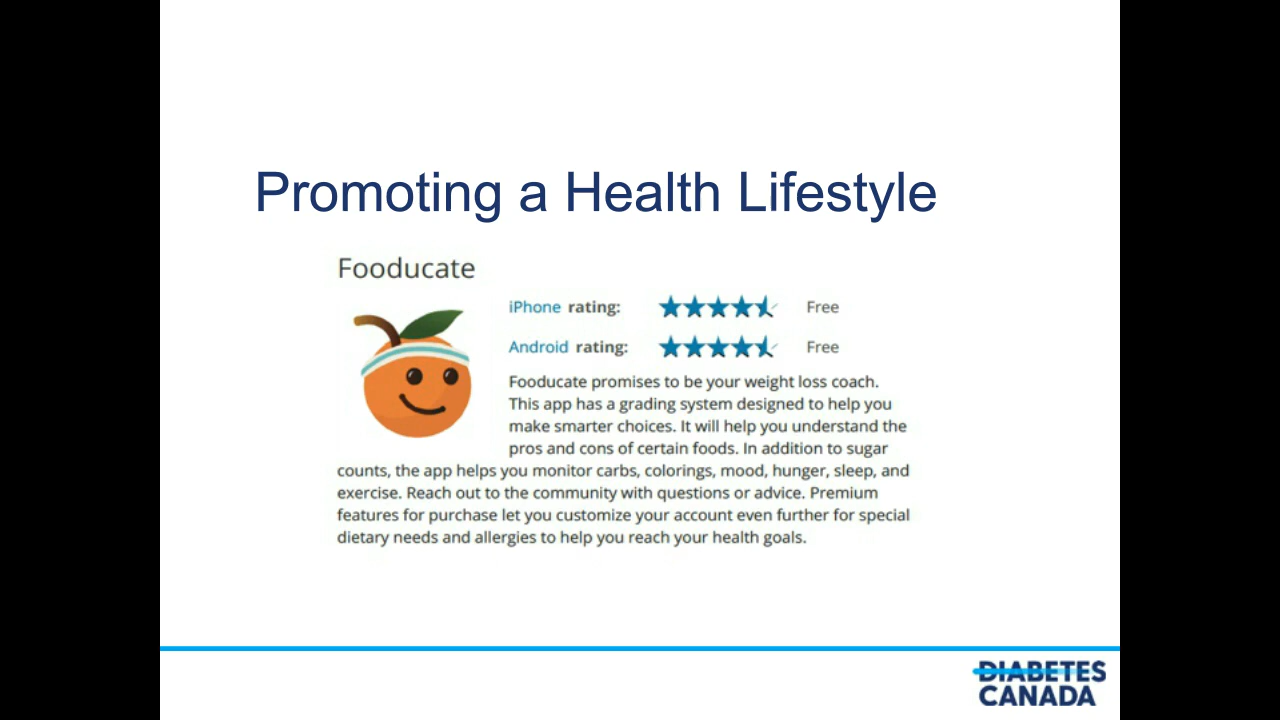 Promoting a Health Lifestyle
Fooducate
iPhone rating: Free
Android rating: Free
Fooducate promises to be your weight loss coach.
This app has a grading system designed to help you
make smarter choices. It will help you understand the
pros and cons of certain foods. In addition to sugar
counts, the app helps you monitor carbs, colorings, mood, hunger, sleep, and
exercise. Reach out to the community with questions or advice. Premium
features for purchase let you customize your account even further for special
dietary needs and allergies to help you reach your health goals.
DIABETES
CANADA